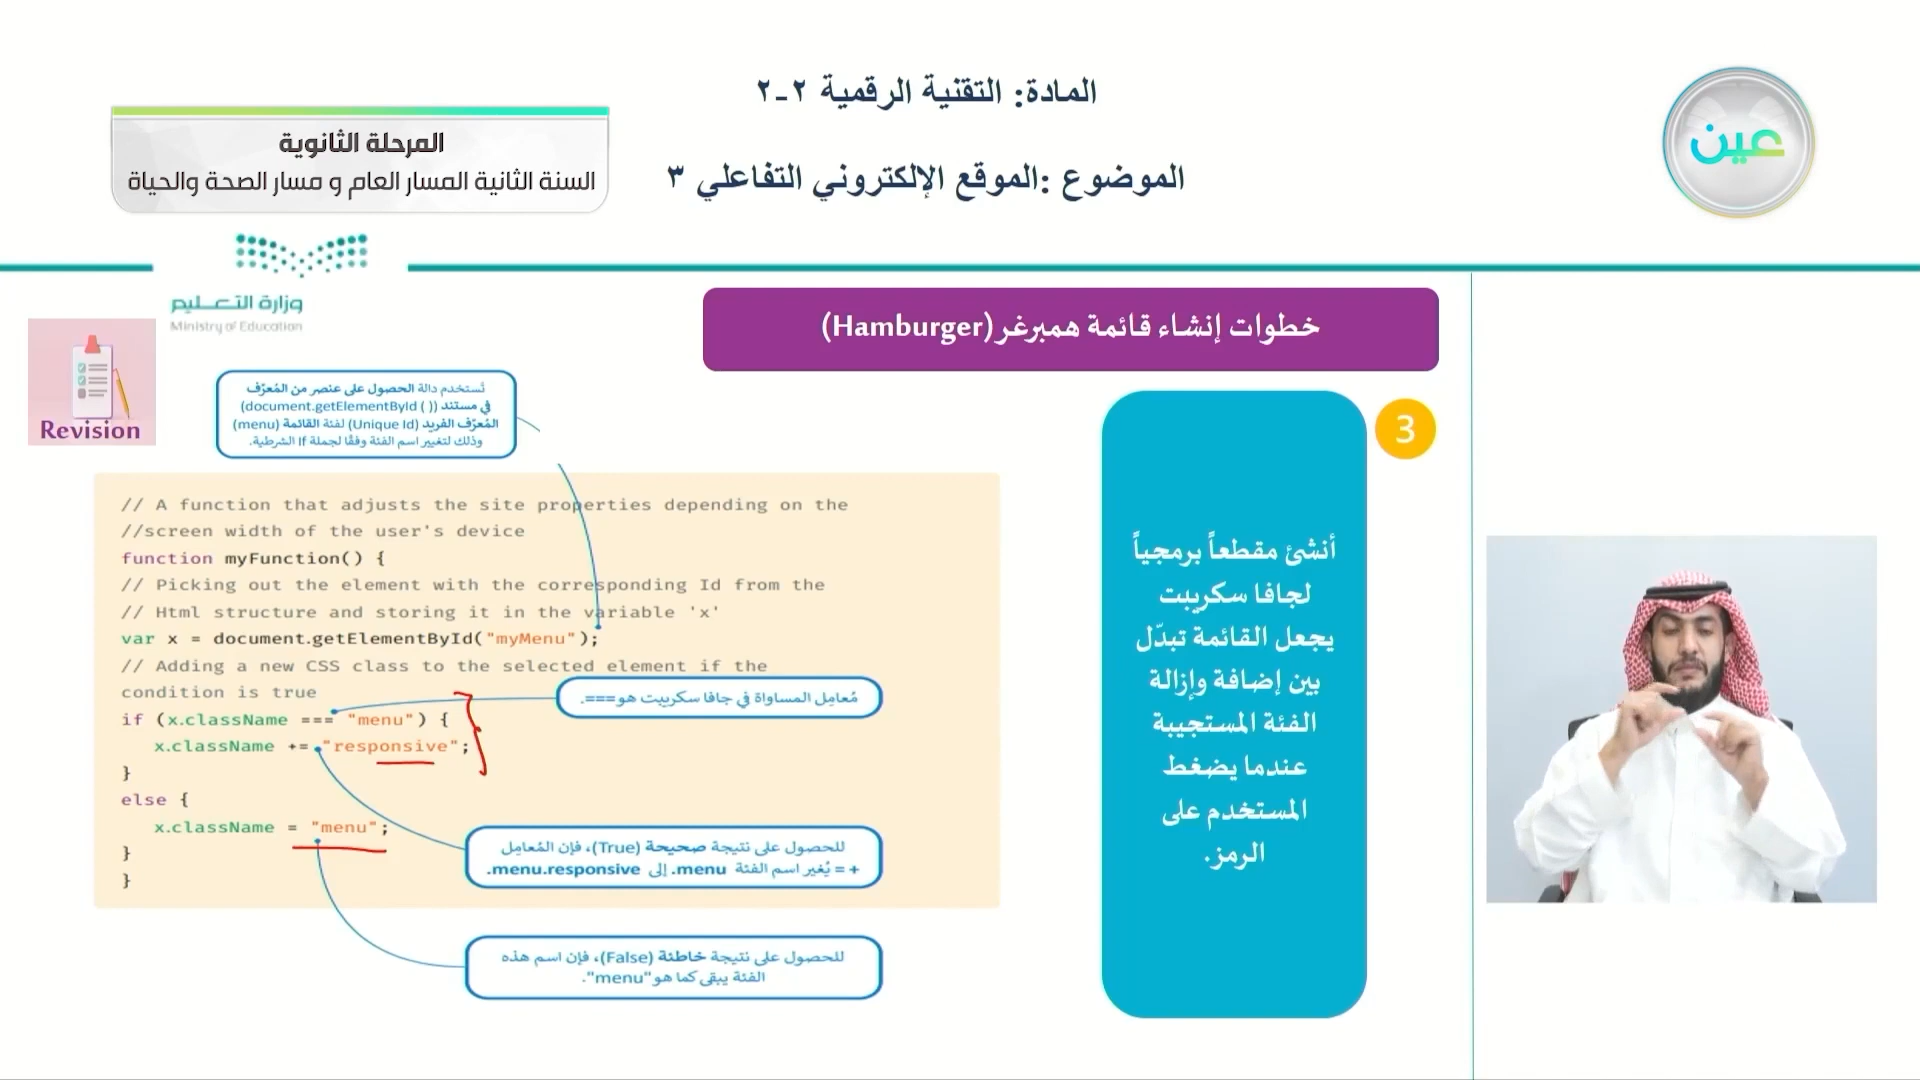 المادة: التقنية الرقمية ٢-٢
الموضوع :الموقع الإلكتروني التفاعلي ٣
عين
المرحلة الثانوية
السنة الثانية المسار العام و مسار الصحة والحياة
وزارة التعـــليم
Ministry of Education
Revision
خطوات إنشاء قائمة همبرغر(Hamburger)
3
أنشئ مقطعاً برمجياً
لجافا سكريبت
يجعل القائمة تبدّل
بين إضافة وإزالة
الفئة المستجيبة
عندما يضغط
المستخدم على
الرمز.
تُستخدم دالة الحصول على عنصر من المُعرّف
في مستند (document.getElementById ( ))
المُعرّف الفريد (Unique Id) لفئة القائمة (menu)
وذلك لتغيير اسم الفئة وفقًا لجملة If الشرطية.
// A function that adjusts the site properties depending on the
//screen width of the user's device
function myFunction() {
// Picking out the element with the corresponding Id from the
// Html structure and storing it in the variable 'x'
var x = document.getElementById("myMenu");
// Adding a new CSS class to the selected element if the
condition is true
if (x.className === "menu") {
x.className += "responsive";
}
else {
x.className = "menu";
}
}
مُعامِل المساواة في جافا سكريبت هو ===.
للحصول على نتيجة صحيحة (True)، فإن المُعامِل
+= يُغير اسم الفئة menu. إلى menu.responsive.
للحصول على نتيجة خاطئة (False)، فإن اسم هذه
الفئة يبقى كما هو "menu".